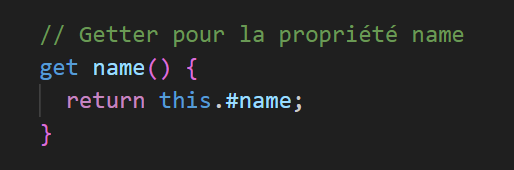 // Getter pour la propriété name
get name() {
  return this.#name;
}